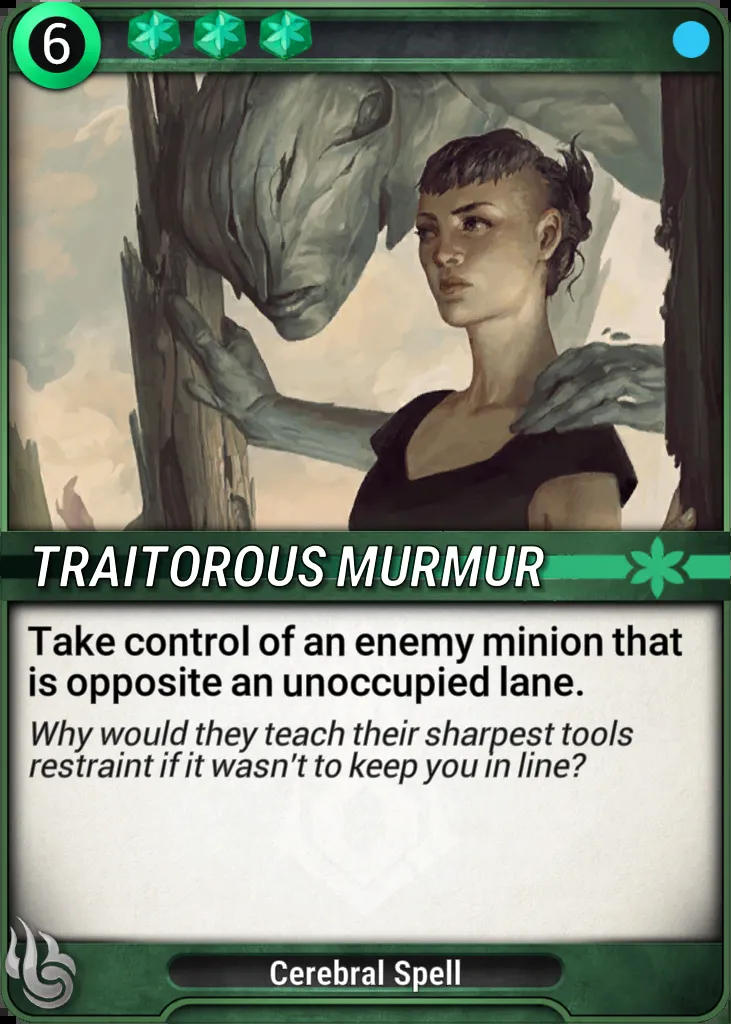 6
TRAITOROUS MURMUR
Take control of an enemy minion that
is opposite an unoccupied lane.
Why would they teach their sharpest tools
restraint if it wasn't to keep you in line?
Cerebral Spell